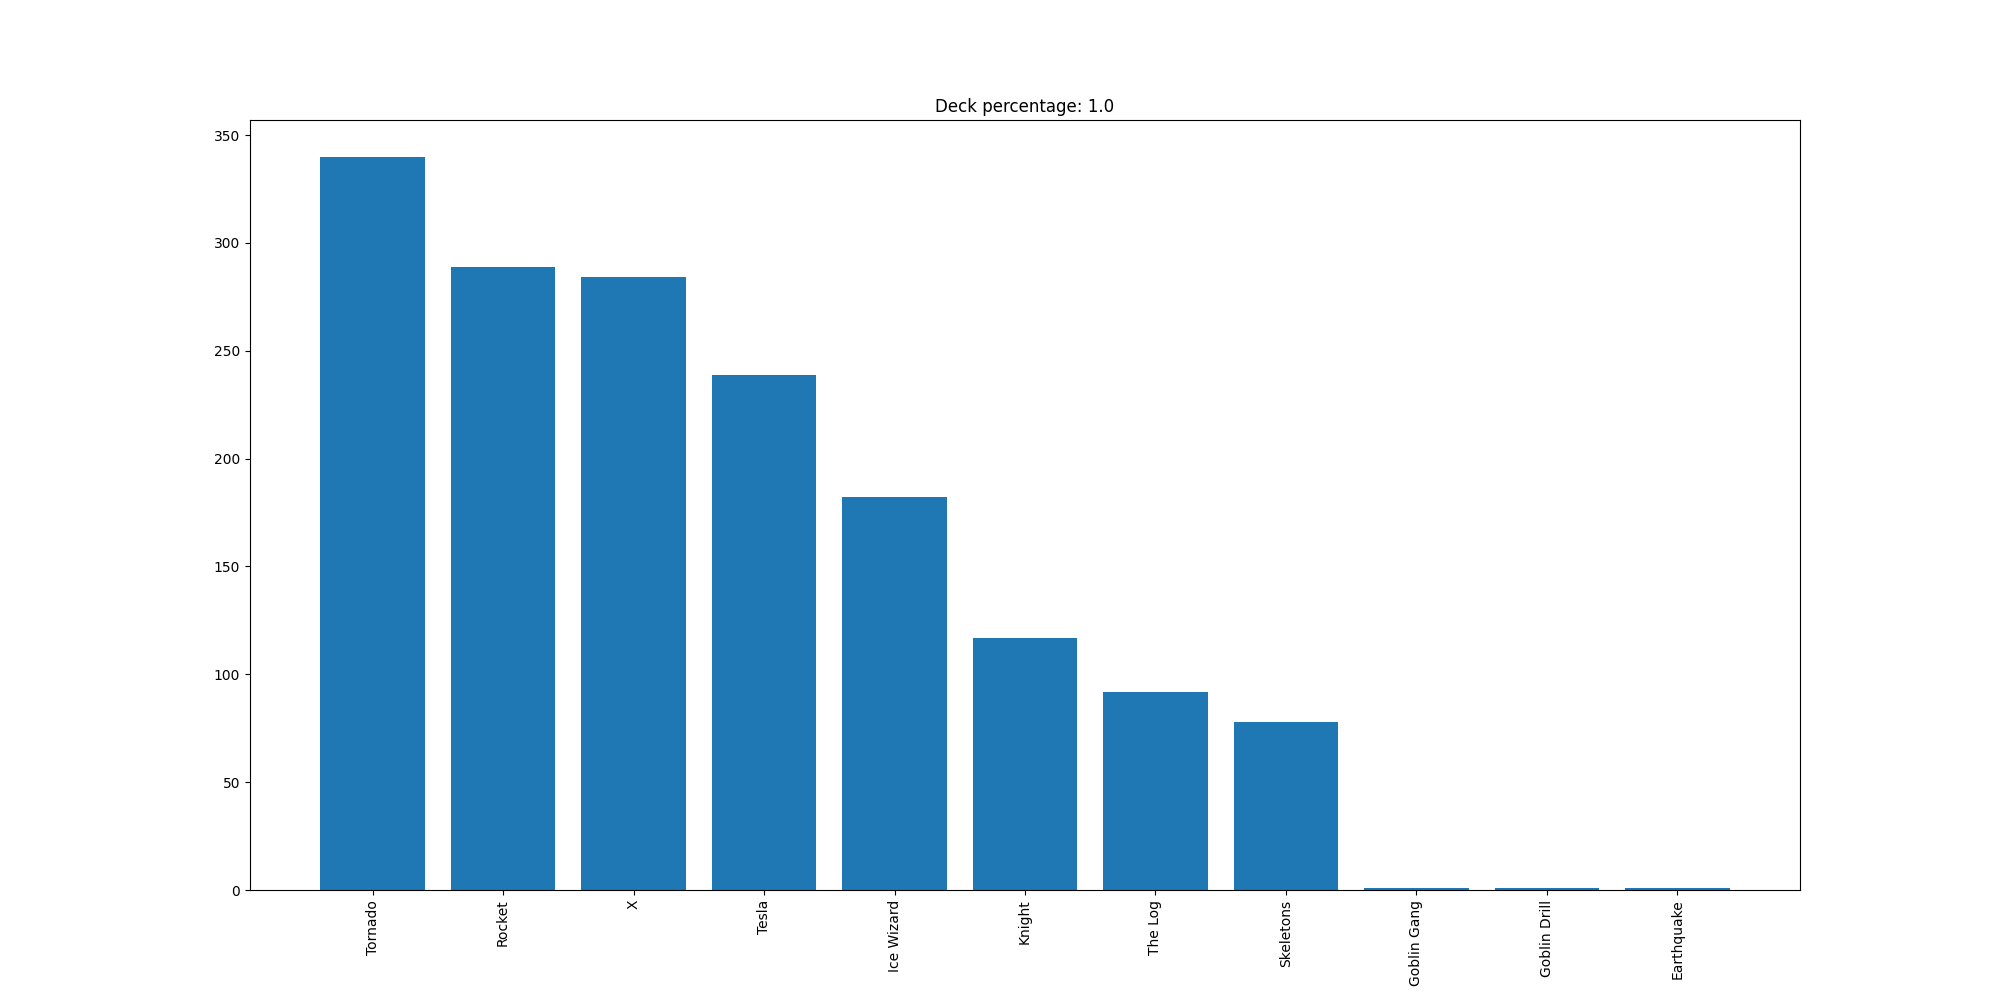 Deck percentage: 1.0
350
300
250
200
150
100
50
0
Tornado
Rocket
X
Tesla
Ice Wizard
Knight
The Log
Skeletons
Goblin Gang
Goblin Drill
Earthquake